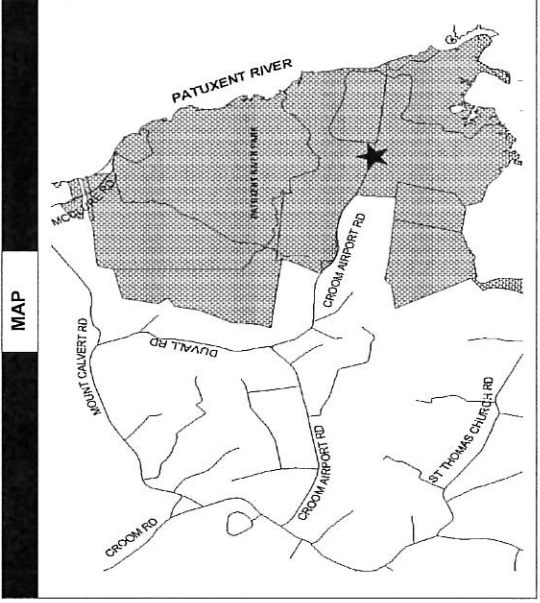 MAP
PATUXENT RIVER
PATUXENT RIVER PARK
MCCLURE RD
MOUNT CALVERT RD
DUVALL RD
CROOM AIRPORT RD
CROOM AIRPORT RD
CROOM RD
ST THOMAS CHURCH RD